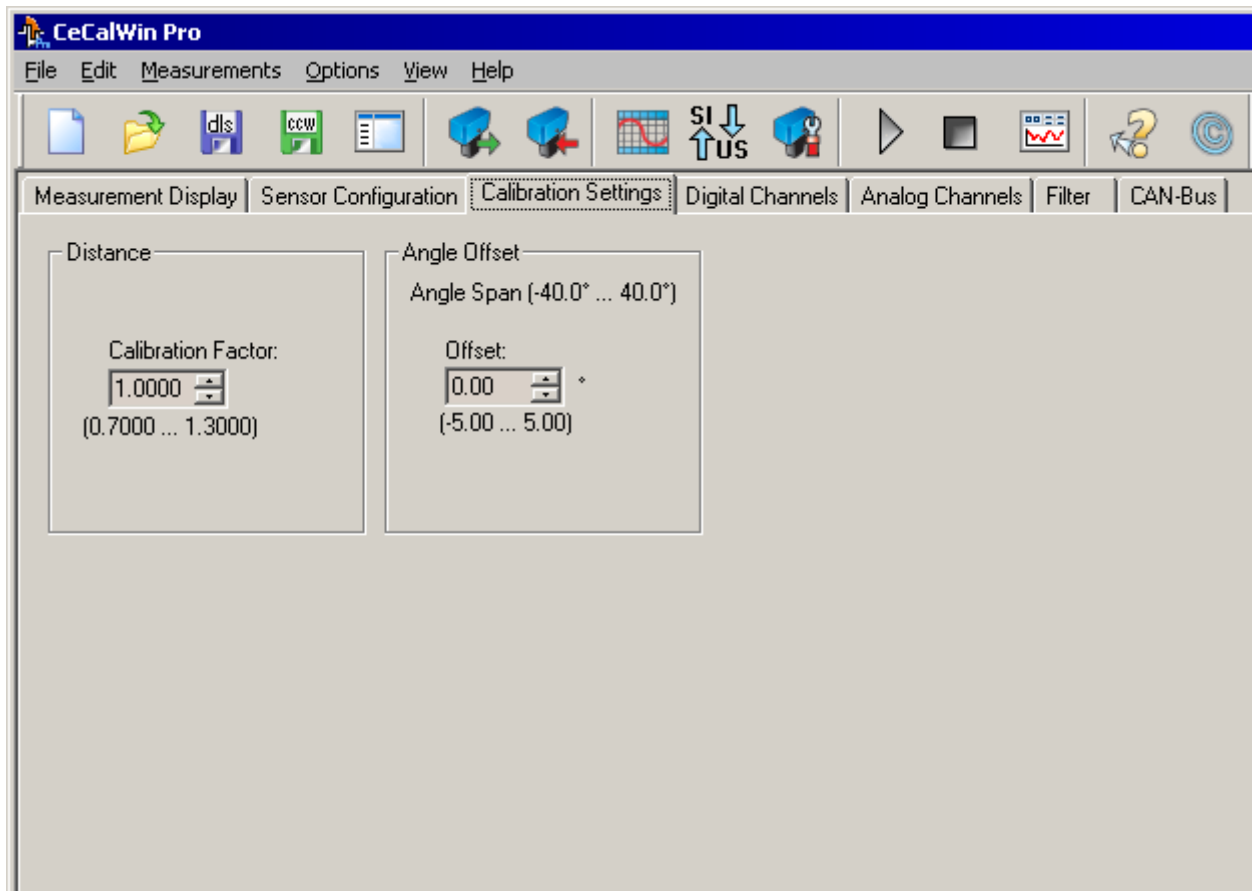 CeCalWin Pro
File Edit Measurements Options View Help
dls ccw SI US
Measurement Display Sensor Configuration Calibration Settings Digital Channels Analog Channels Filter CAN-Bus
Distance
Calibration Factor:
1.0000
(0.7000 ... 1.3000)
Angle Offset
Angle Span (-40.0° ... 40.0°)
Offset:
0.00 °
(-5.00 ... 5.00)